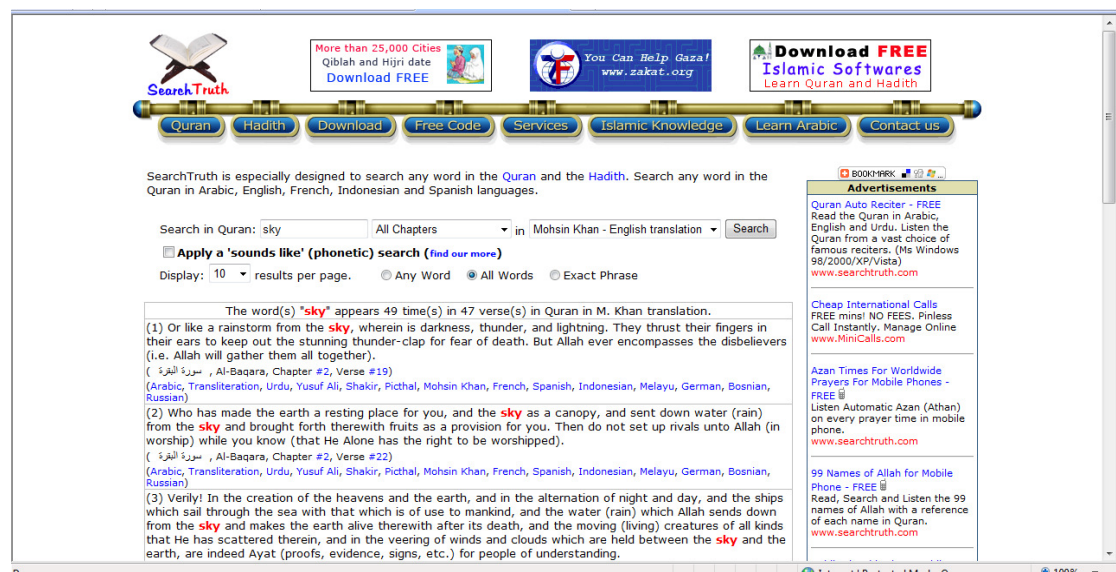 More than 25,000 Cities
Qiblah and Hijri date
Download FREE
You Can Help Gaza!
www.zakat.org
Download FREE
Islamic Softwares
Learn Quran and Hadith
SearchTruth
Quran Hadith Download Free Code Services Islamic Knowledge Learn Arabic Contact us
SearchTruth is especially designed to search any word in the Quran and the Hadith. Search any word in the
Quran in Arabic, English, French, Indonesian and Spanish languages.
Search in Quran: sky All Chapters in Mohsin Khan - English translation Search
Apply a 'sounds like' (phonetic) search (find our more)
Display: 10 results per page. Any Word All Words Exact Phrase
The word(s) "sky" appears 49 time(s) in 47 verse(s) in Quran in M. Khan translation.
(1) Or like a rainstorm from the sky, wherein is darkness, thunder, and lightning. They thrust their fingers in
their ears to keep out the stunning thunder-clap for fear of death. But Allah ever encompasses the disbelievers
(i.e. Allah will gather them all together).
( سورة البقرة , Al-Baqara, Chapter #2, Verse #19)
(Arabic, Transliteration, Urdu, Yusuf Ali, Shakir, Picthal, Mohsin Khan, French, Spanish, Indonesian, Melayu, German, Bosnian,
Russian)
(2) Who has made the earth a resting place for you, and the sky as a canopy, and sent down water (rain)
from the sky and brought forth therewith fruits as a provision for you. Then do not set up rivals unto Allah (in
worship) while you know (that He Alone has the right to be worshipped).
( سورة البقرة , Al-Baqara, Chapter #2, Verse #22)
(Arabic, Transliteration, Urdu, Yusuf Ali, Shakir, Picthal, Mohsin Khan, French, Spanish, Indonesian, Melayu, German, Bosnian,
Russian)
(3) Verily! In the creation of the heavens and the earth, and in the alternation of night and day, and the ships
which sail through the sea with that which is of use to mankind, and the water (rain) which Allah sends down
from the sky and makes the earth alive therewith after its death, and the moving (living) creatures of all kinds
that He has scattered therein, and in the veering of winds and clouds which are held between the sky and the
earth, are indeed Ayat (proofs, evidence, signs, etc.) for people of understanding.
BOOKMARK
Advertisements
Quran Auto Reciter - FREE
Read the Quran in Arabic,
English and Urdu. Listen the
Quran from a vast choice of
famous reciters. (Ms Windows
98/2000/XP/Vista)
www.searchtruth.com
Cheap International Calls
FREE mins! NO FEES. Pinless
Call Instantly. Manage Online
www.MiniCalls.com
Azan Times For Worldwide
Prayers For Mobile Phones -
FREE
Listen Automatic Azan (Athan)
on every prayer time in mobile
phone.
www.searchtruth.com
99 Names of Allah for Mobile
Phone - FREE
Read, Search and Listen the 99
names of Allah with a reference
of each name in Quran.
www.searchtruth.com